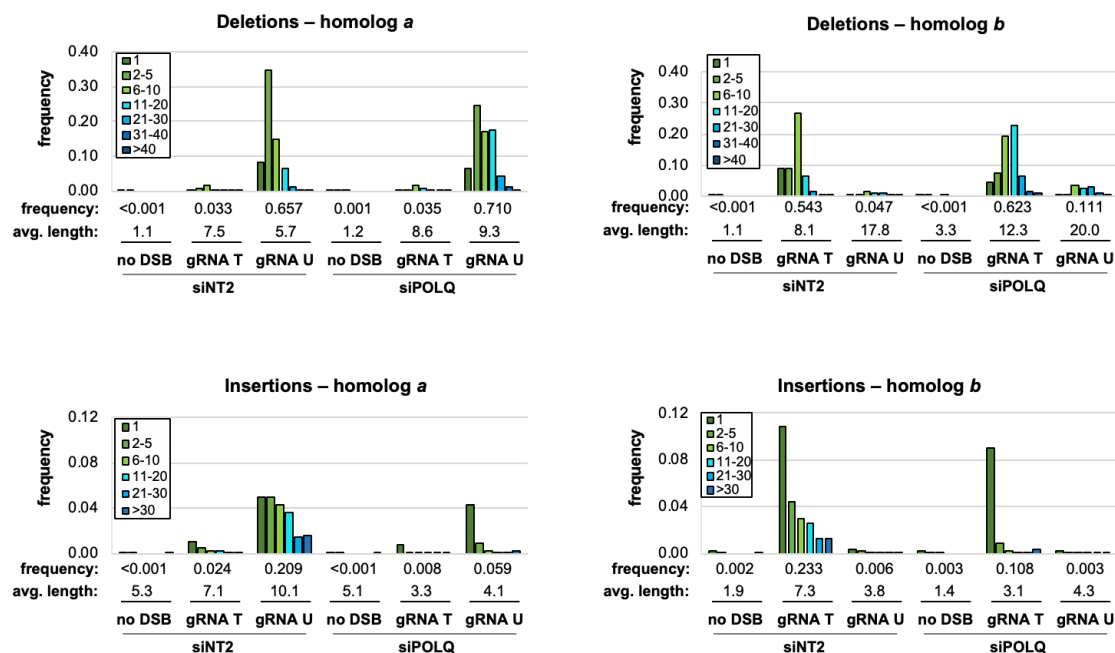 Deletions – homolog a
frequency
0.40
0.30
0.20
0.10
0.00
1
2-5
6-10
11-20
21-30
31-40
>40
frequency: <0.001 0.033 0.657 0.001 0.035 0.710
avg. length: 1.1 7.5 5.7 1.2 8.6 9.3
no DSB gRNA T gRNA U no DSB gRNA T gRNA U
siNT2 siPOLQ
Deletions – homolog b
frequency
0.40
0.30
0.20
0.10
0.00
1
2-5
6-10
11-20
21-30
31-40
>40
frequency: <0.001 0.543 0.047 <0.001 0.623 0.111
avg. length: 1.1 8.1 17.8 3.3 12.3 20.0
no DSB gRNA T gRNA U no DSB gRNA T gRNA U
siNT2 siPOLQ
Insertions – homolog a
frequency
0.12
0.08
0.04
0.00
1
2-5
6-10
11-20
21-30
>30
frequency: <0.001 0.024 0.209 <0.001 0.008 0.059
avg. length: 5.3 7.1 10.1 5.1 3.3 4.1
no DSB gRNA T gRNA U no DSB gRNA T gRNA U
siNT2 siPOLQ
Insertions – homolog b
frequency
0.12
0.08
0.04
0.00
1
2-5
6-10
11-20
21-30
>30
frequency: 0.002 0.233 0.006 0.003 0.108 0.003
avg. length: 1.9 7.3 3.8 1.4 3.1 4.3
no DSB gRNA T gRNA U no DSB gRNA T gRNA U
siNT2 siPOLQ